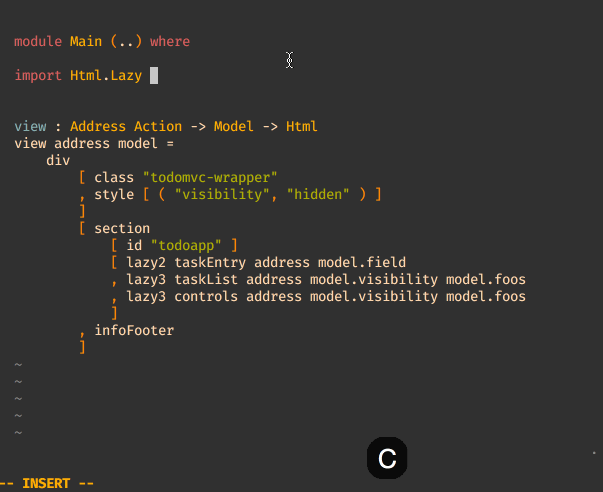 module Main (..) where
import Html.Lazy
view : Address Action -> Model -> Html
view address model =
    div
        [ class "todomvc-wrapper"
        , style [ ( "visibility", "hidden" ) ]
        ]
        [ section
            [ id "todoapp" ]
            [ lazy2 taskEntry address model.field
            , lazy3 taskList address model.visibility model.foos
            , lazy3 controls address model.visibility model.foos
            ]
        , infoFooter
        ]
~
~
~
~
~
C
-- INSERT --